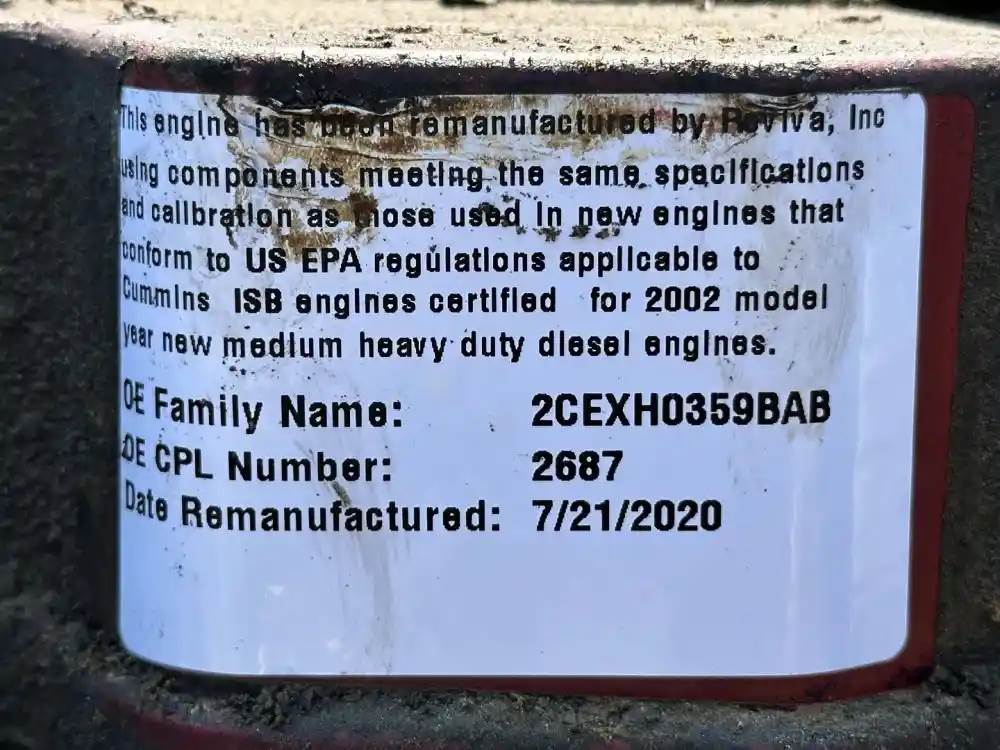 This engine has been remanufactured by Reviva, Inc
using components meeting the same specifications
and calibration as those used in new engines that
conform to US EPA regulations applicable to
Cummins ISB engines certified for 2002 model
year new medium heavy duty diesel engines.
OE Family Name: 2CEXH0359BAB
OE CPL Number: 2687
Date Remanufactured: 7/21/2020